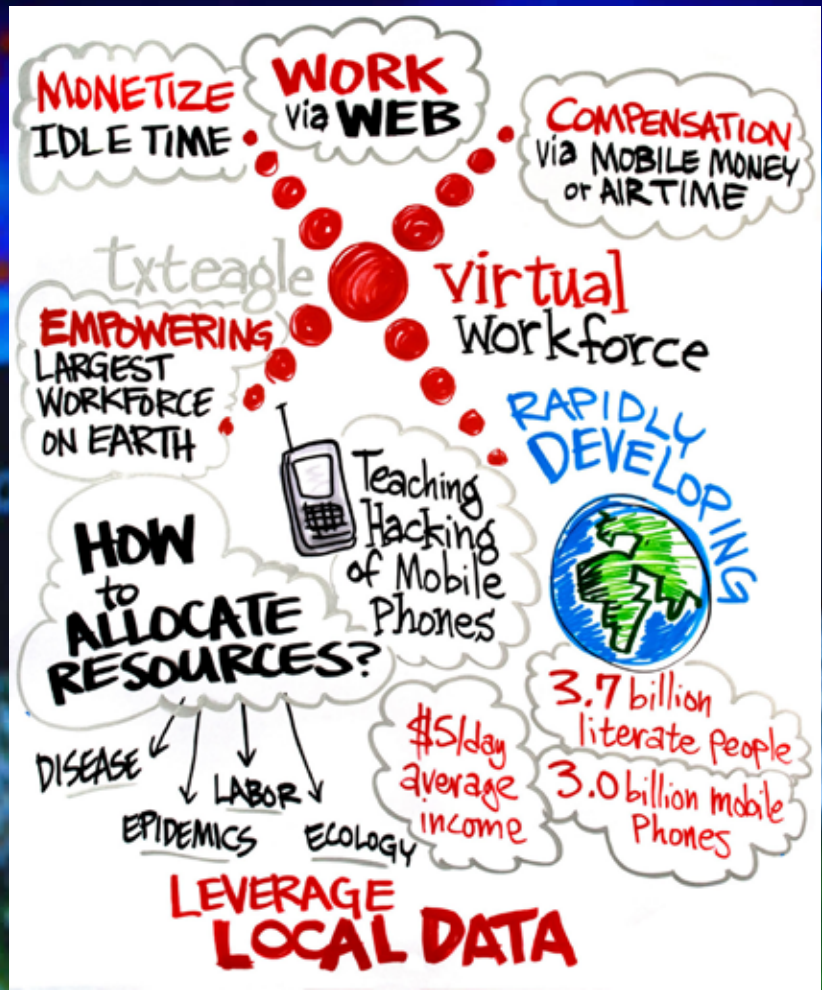 MONETIZE
IDLE TIME
WORK
via WEB
COMPENSATION
via MOBILE MONEY
or AIRTIME
txteagle
virtual
Workforce
EMPOWERING
LARGEST
WORKFORCE
ON EARTH
RAPIDLY
DEVELOPING
Teaching
Hacking
of Mobile
Phones
HOW
to
ALLOCATE
RESOURCES?
DISEASE
EPIDEMICS
LABOR
ECOLOGY
$5/day
average
income
3.7 billion
literate people
3.0 billion mobile
Phones
LEVERAGE
LOCAL DATA